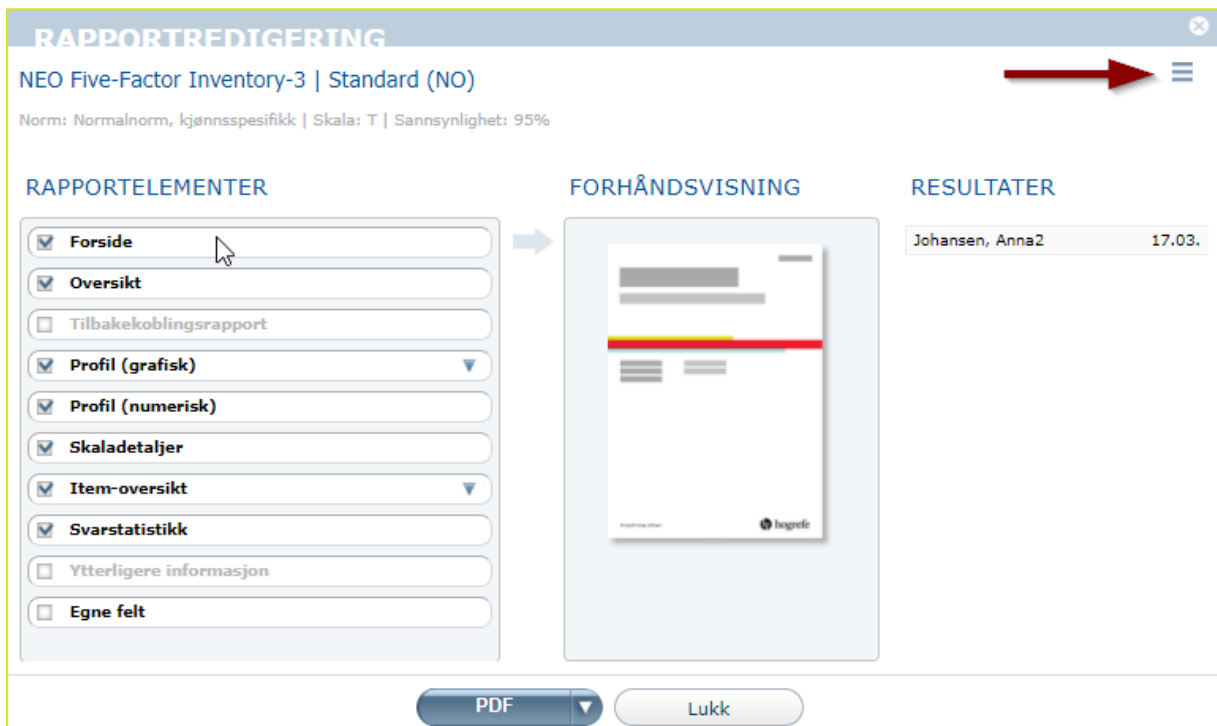 RAPPORTREDIGERING
NEO Five-Factor Inventory-3 | Standard (NO)
Norm: Normalnorm, kjønnsspesifikk | Skala: T | Sannsynlighet: 95%
RAPPORTELEMENTER
Forside
Oversikt
Tilbakekoblingsrapport
Profil (grafisk)
Profil (numerisk)
Skaladetaljer
Item-oversikt
Svarstatistikk
Ytterligere informasjon
Egne felt
FORHÅNDSVISNING
hogrefe
RESULTATER
Johansen, Anna2 17.03.
PDF
Lukk